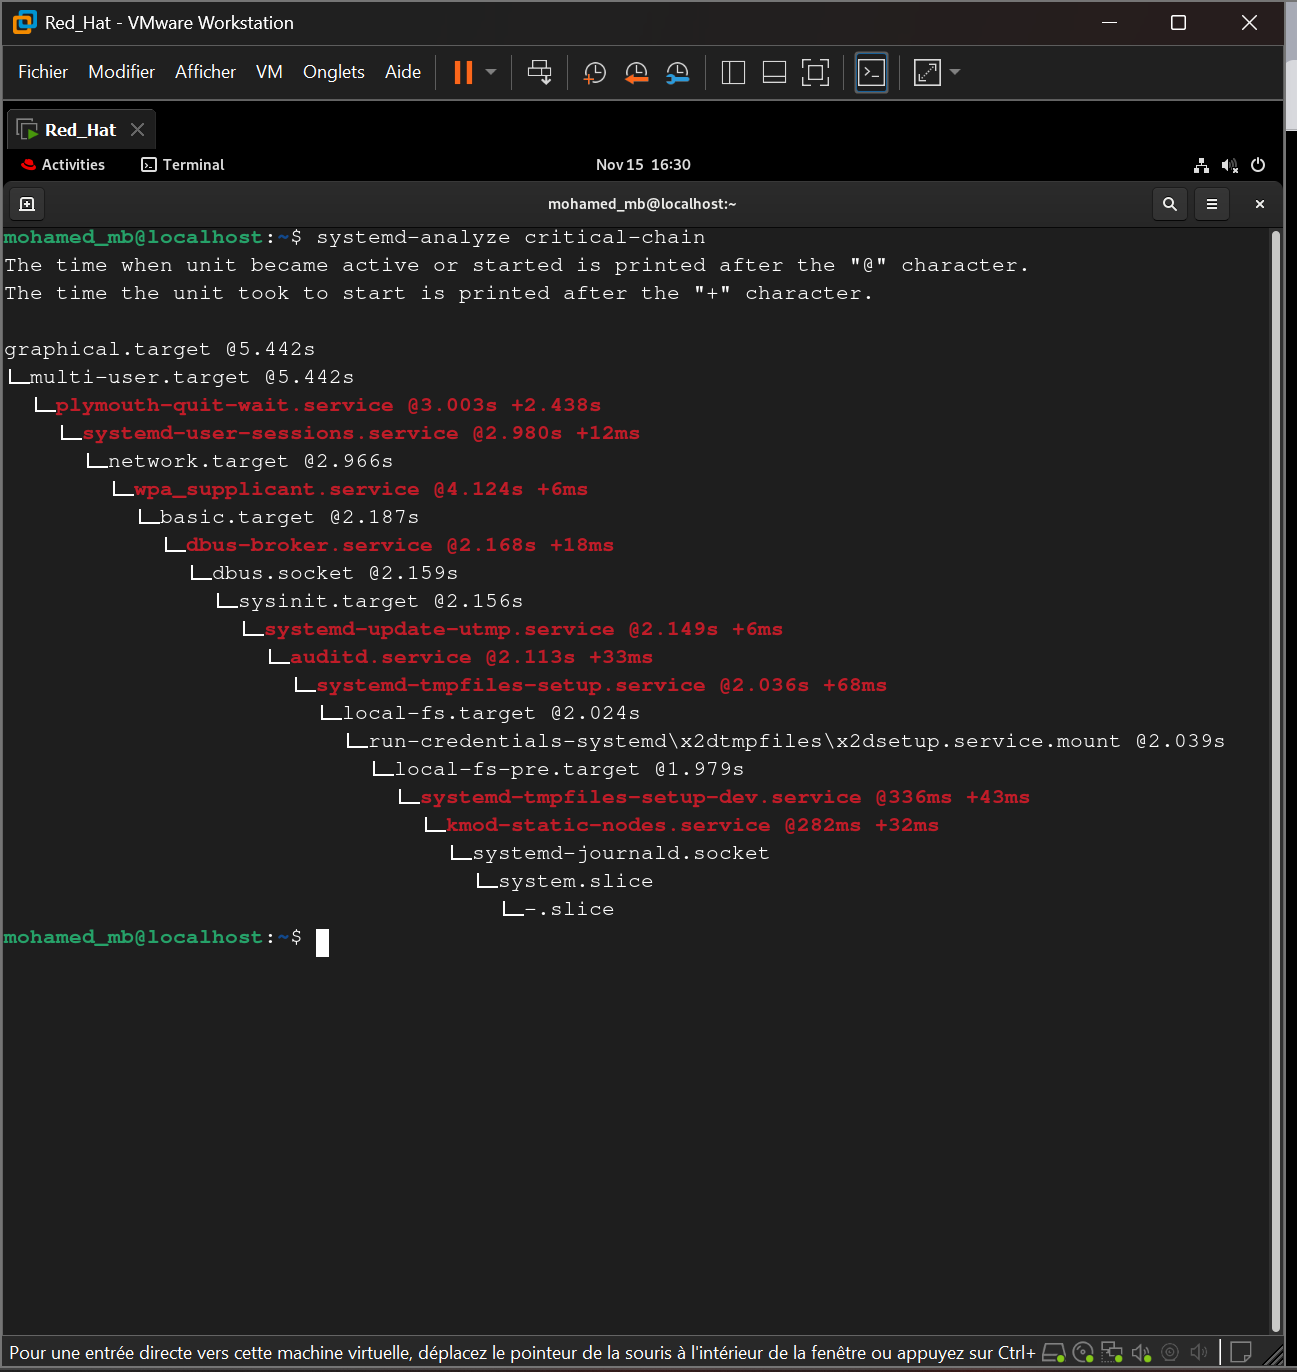 Red_Hat - VMware Workstation
Fichier Modifier Afficher VM Onglets Aide
Red_Hat
Activities Terminal Nov 15 16:30
mohamed_mb@localhost:~
mohamed_mb@localhost:~$ systemd-analyze critical-chain
The time when unit became active or started is printed after the "@" character.
The time the unit took to start is printed after the "+" character.
graphical.target @5.442s
└─multi-user.target @5.442s
└─plymouth-quit-wait.service @3.003s +2.438s
└─systemd-user-sessions.service @2.980s +12ms
└─network.target @2.966s
└─wpa_supplicant.service @4.124s +6ms
└─basic.target @2.187s
└─dbus-broker.service @2.168s +18ms
└─dbus.socket @2.159s
└─sysinit.target @2.156s
└─systemd-update-utmp.service @2.149s +6ms
└─auditd.service @2.113s +33ms
└─systemd-tmpfiles-setup.service @2.036s +68ms
└─local-fs.target @2.024s
└─run-credentials-systemd\x2dtmpfiles\x2dsetup.service.mount @2.039s
└─local-fs-pre.target @1.979s
└─systemd-tmpfiles-setup-dev.service @336ms +43ms
└─kmod-static-nodes.service @282ms +32ms
└─systemd-journald.socket
└─system.slice
└─-.slice
mohamed_mb@localhost:~$
Pour une entrée directe vers cette machine virtuelle, déplacez le pointeur de la souris à l'intérieur de la fenêtre ou appuyez sur Ctrl+